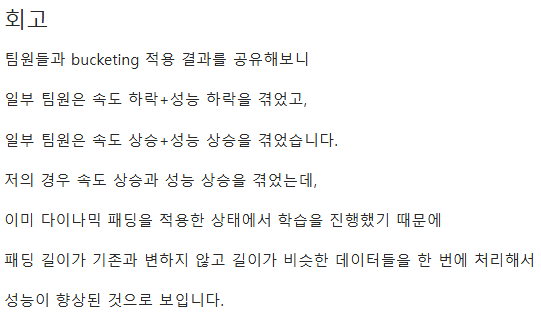 회고
팀원들과 bucketing 적용 결과를 공유해보니
일부 팀원은 속도 하락+성능 하락을 겪었고,
일부 팀원은 속도 상승+성능 상승을 겪었습니다.
저의 경우 속도 상승과 성능 상승을 겪었는데,
이미 다이나믹 패딩을 적용한 상태에서 학습을 진행했기 때문에
패딩 길이가 기존과 변하지 않고 길이가 비슷한 데이터들을 한 번에 처리해서
성능이 향상된 것으로 보입니다.